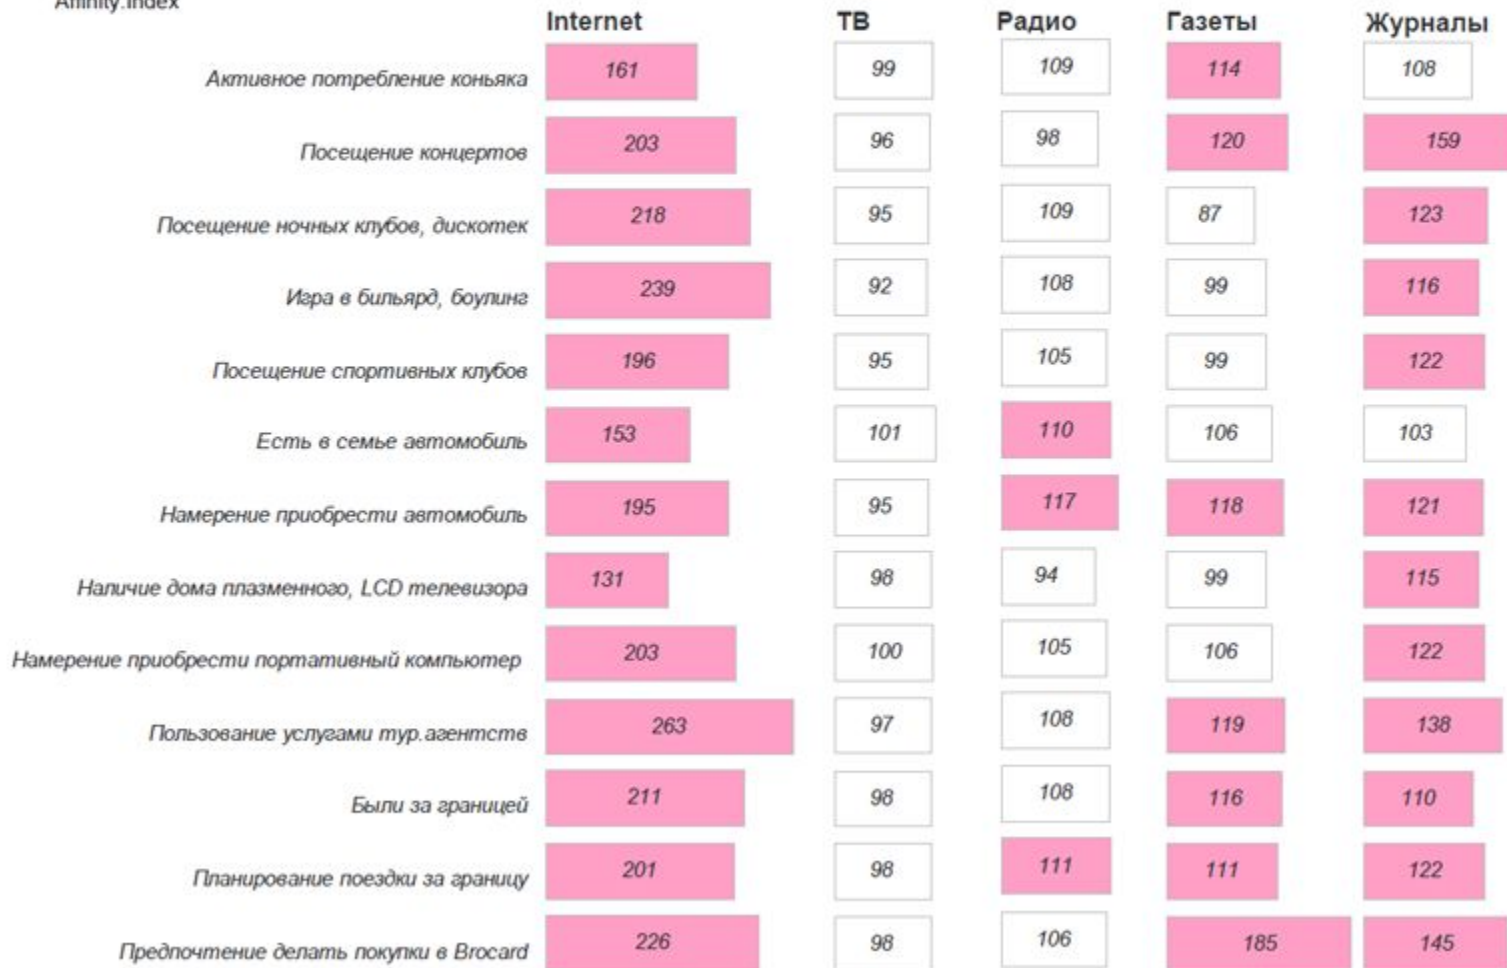 Affinity.Index
Internet ТВ Радио Газеты Журналы
Активное потребление коньяка 161 99 109 114 108
Посещение концертов 203 96 98 120 159
Посещение ночных клубов, дискотек 218 95 109 87 123
Игра в бильярд, боулинг 239 92 108 99 116
Посещение спортивных клубов 196 95 105 99 122
Есть в семье автомобиль 153 101 110 106 103
Намерение приобрести автомобиль 195 95 117 118 121
Наличие дома плазменного, LCD телевизора 131 98 94 99 115
Намерение приобрести портативный компьютер 203 100 105 106 122
Пользование услугами тур.агентств 263 97 108 119 138
Были за границей 211 98 108 116 110
Планирование поездки за границу 201 98 111 111 122
Предпочтение делать покупки в Brocard 226 98 106 185 145